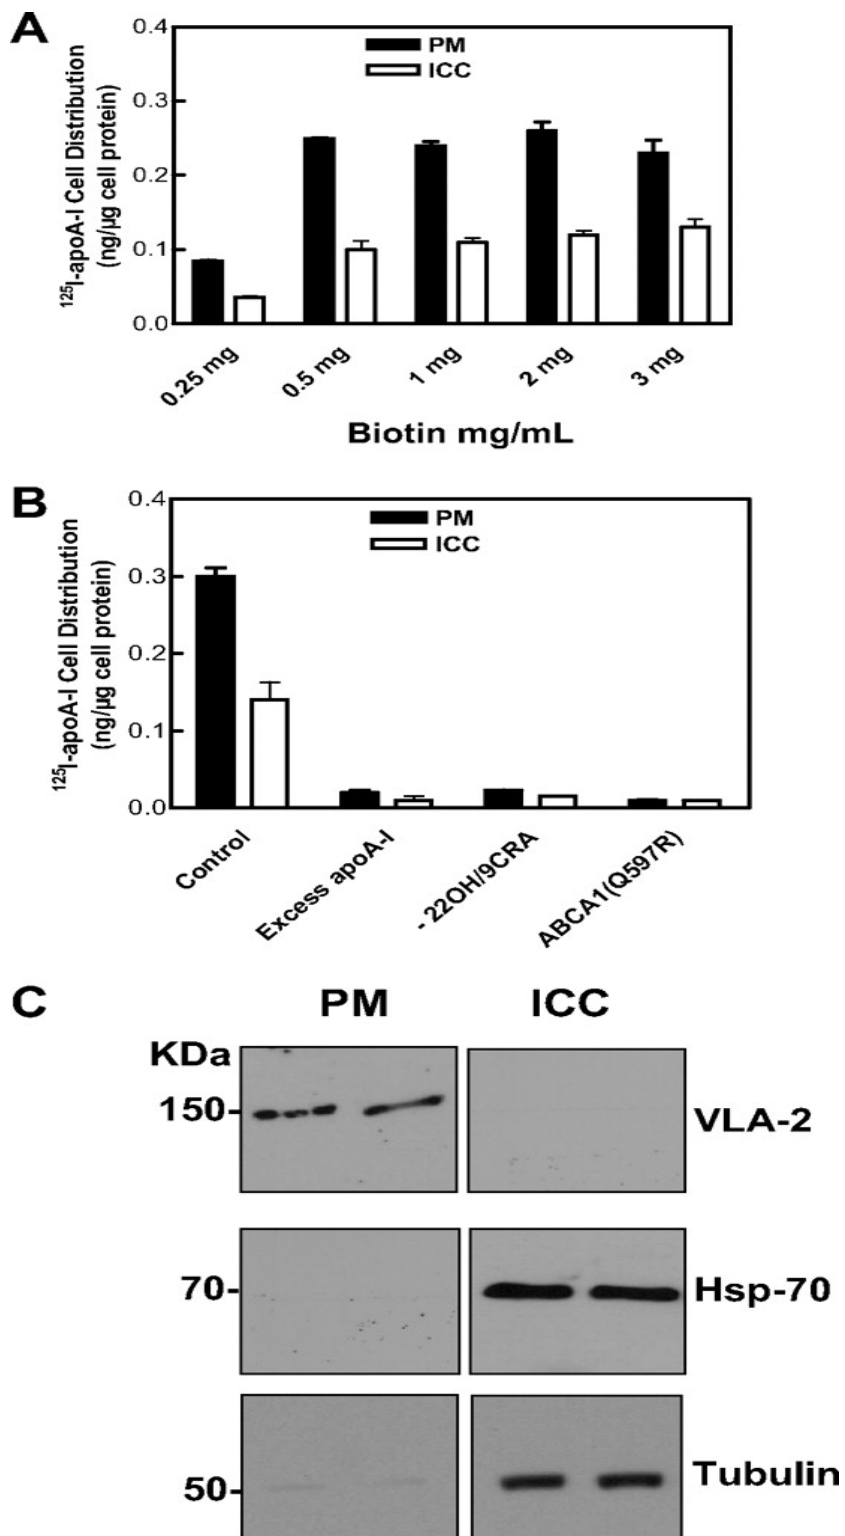 A
0.4
0.3
0.2
0.1
0.0
¹²⁵I-apoA-I Cell Distribution
(ng/µg cell protein)
PM
ICC
0.25 mg
0.5 mg
1 mg
2 mg
3 mg
Biotin mg/mL
B
0.4
0.3
0.2
0.1
0.0
¹²⁵I-apoA-I Cell Distribution
(ng/µg cell protein)
PM
ICC
Control
Excess apoA-I
- 22OH/9CRA
ABCA1(Q597R)
C
PM ICC
KDa
150
VLA-2
70
Hsp-70
50
Tubulin